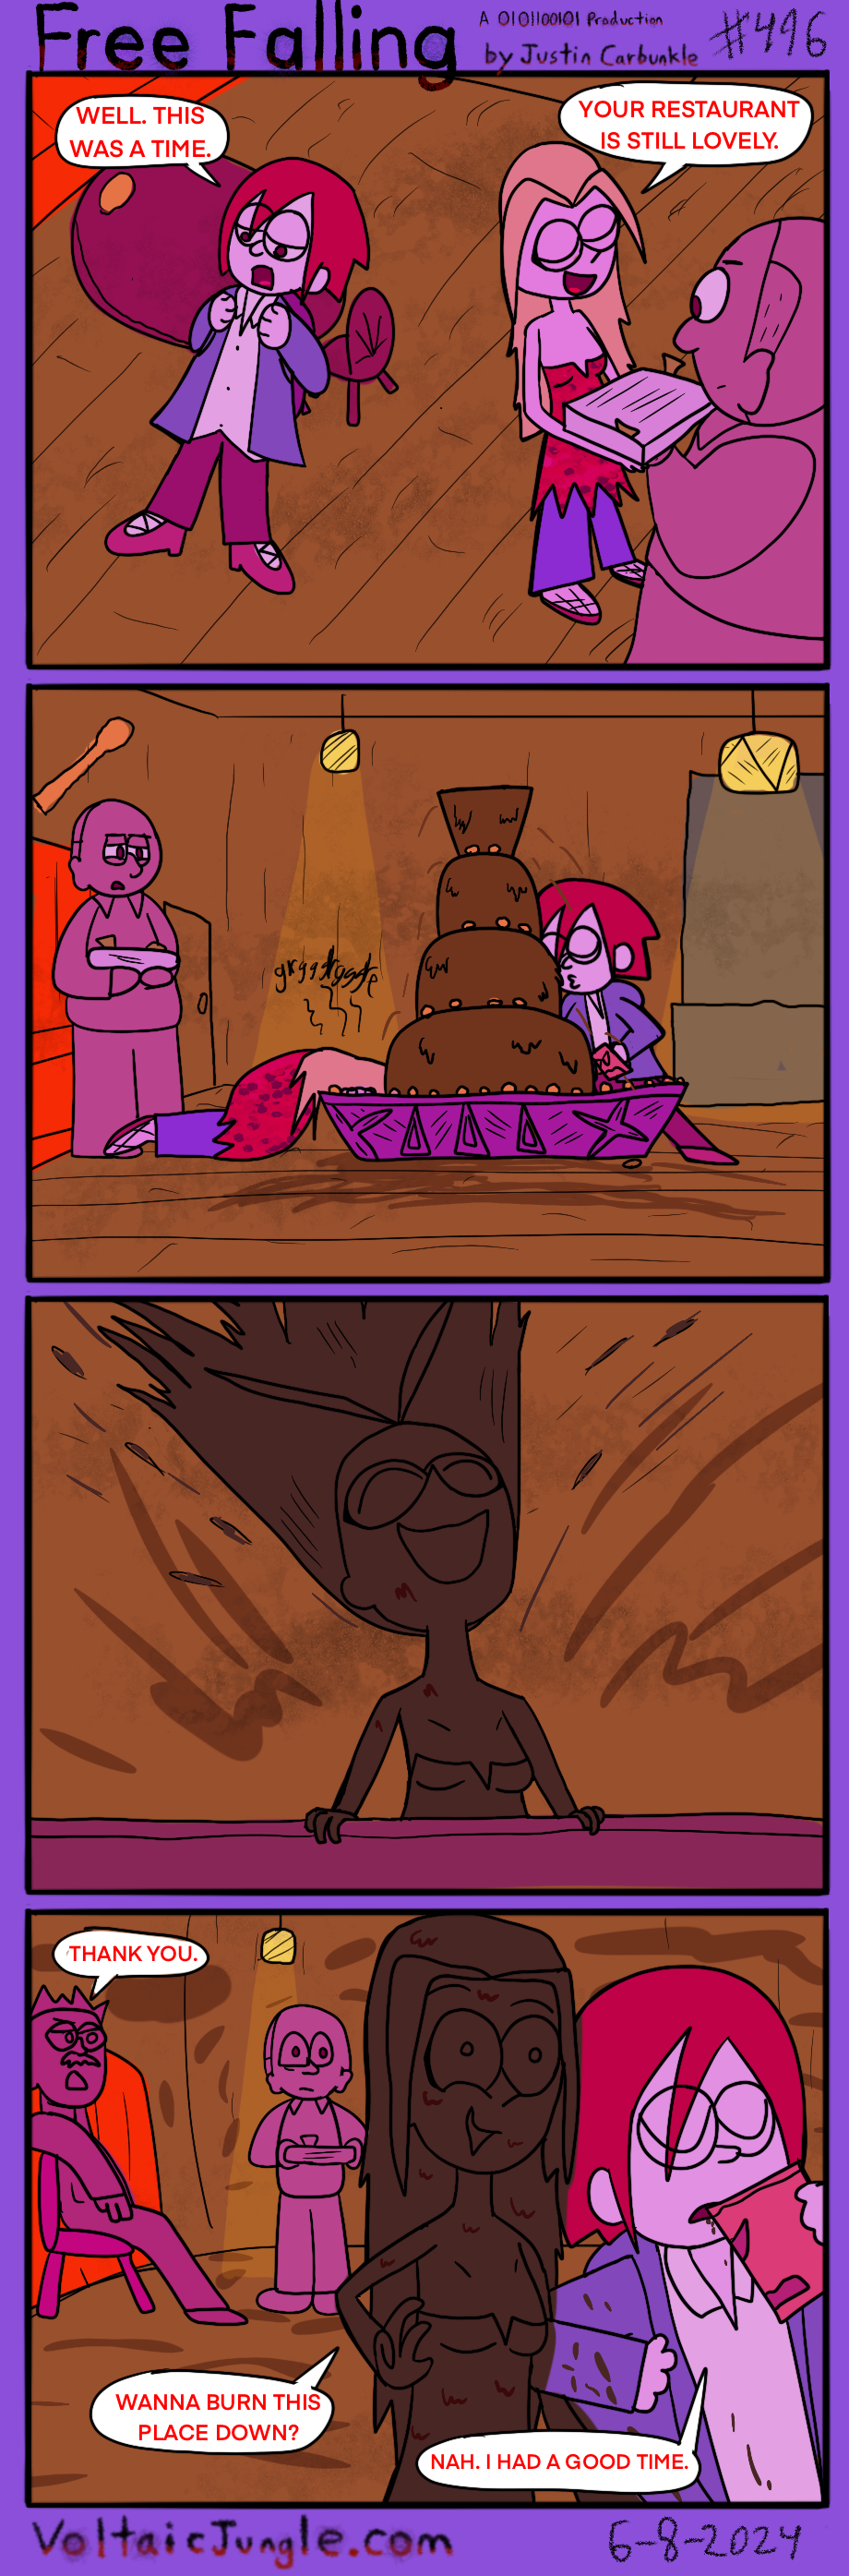 Free Falling
A 0101100101 Production
by Justin Carbunkle
#496
WELL. THIS
WAS A TIME.
YOUR RESTAURANT
IS STILL LOVELY.
THANK YOU.
WANNA BURN THIS
PLACE DOWN?
NAH. I HAD A GOOD TIME.
VoltaicJungle.com
6-8-2024